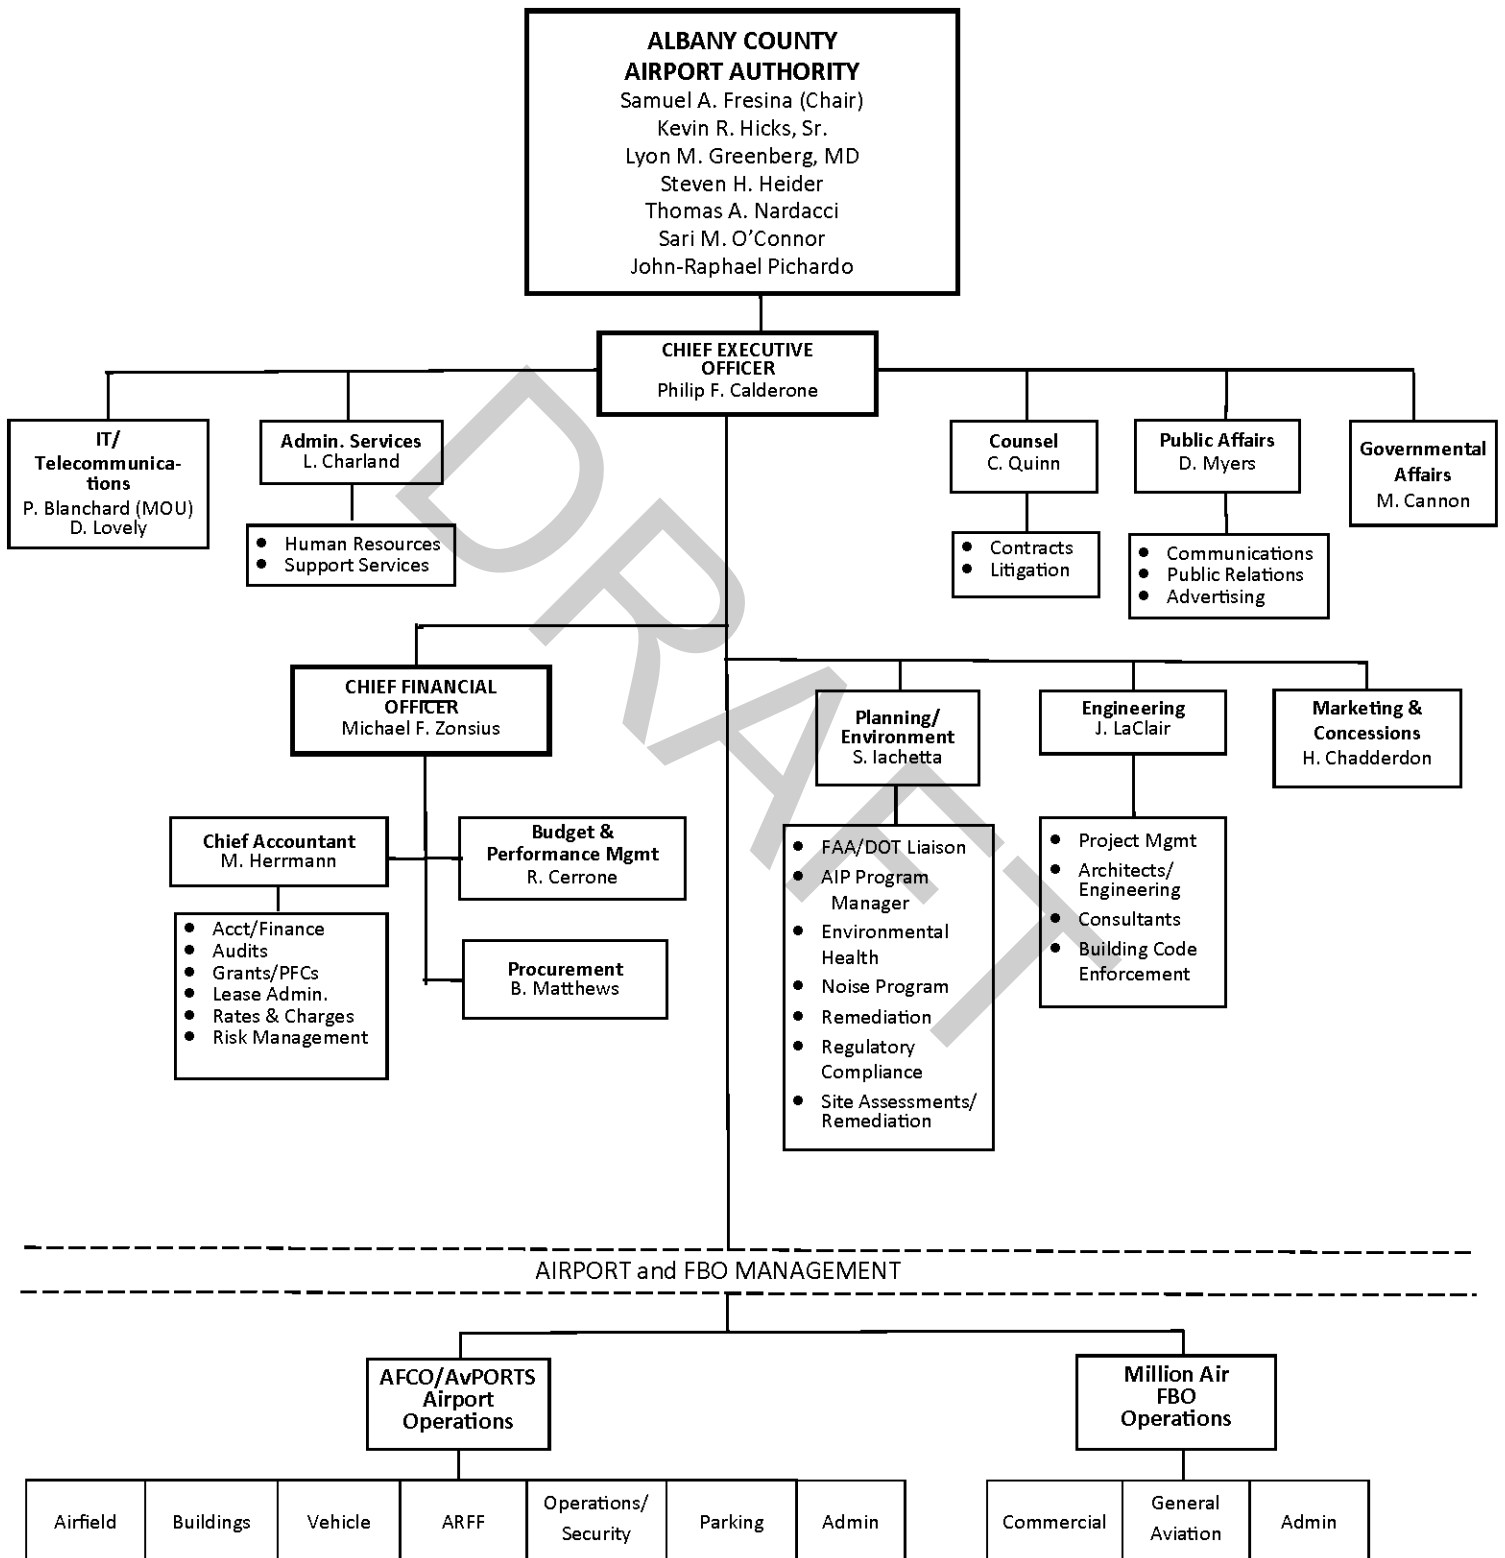 ALBANY COUNTY
AIRPORT AUTHORITY
Samuel A. Fresina (Chair)
Kevin R. Hicks, Sr.
Lyon M. Greenberg, MD
Steven H. Heider
Thomas A. Nardacci
Sari M. O'Connor
John-Raphael Pichardo
CHIEF EXECUTIVE
OFFICER
Philip F. Calderone
IT/
Telecommunica-
tions
P. Blanchard (MOU)
D. Lovely
Admin. Services
L. Charland
• Human Resources
• Support Services
Counsel
C. Quinn
• Contracts
• Litigation
Public Affairs
D. Myers
• Communications
• Public Relations
• Advertising
Governmental
Affairs
M. Cannon
DRAFT
CHIEF FINANCIAL
OFFICER
Michael F. Zonsius
Chief Accountant
M. Herrmann
• Acct/Finance
• Audits
• Grants/PFCs
• Lease Admin.
• Rates & Charges
• Risk Management
Budget &
Performance Mgmt
R. Cerrone
Procurement
B. Matthews
Planning/
Environment
S. Iachetta
• FAA/DOT Liaison
• AIP Program
Manager
• Environmental
Health
• Noise Program
• Remediation
• Regulatory
Compliance
• Site Assessments/
Remediation
Engineering
J. LaClair
• Project Mgmt
• Architects/
Engineering
• Consultants
• Building Code
Enforcement
Marketing &
Concessions
H. Chadderdon
AIRPORT and FBO MANAGEMENT
AFCO/AvPORTS
Airport
Operations
Airfield
Buildings
Vehicle
ARFF
Operations/
Security
Parking
Admin
Million Air
FBO
Operations
Commercial
General
Aviation
Admin